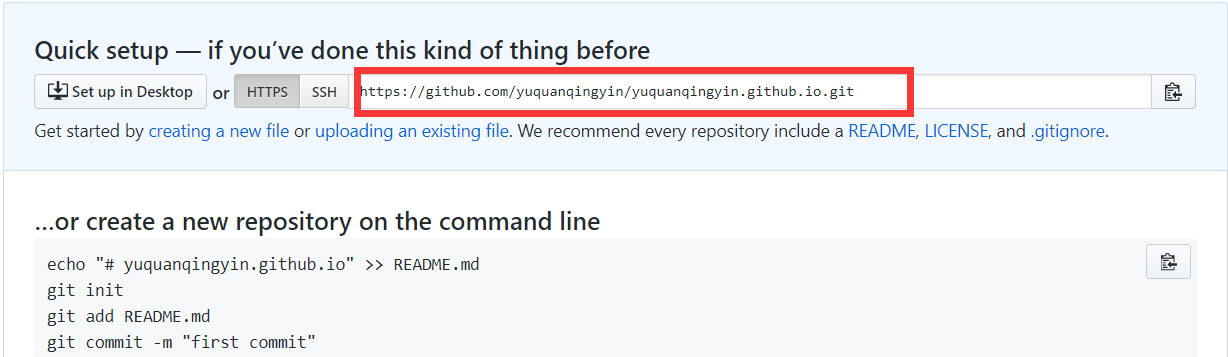 Quick setup — if you’ve done this kind of thing before
Set up in Desktop or HTTPS SSH https://github.com/yuquanqingyin/yuquanqingyin.github.io.git
Get started by creating a new file or uploading an existing file. We recommend every repository include a README, LICENSE, and .gitignore.
…or create a new repository on the command line
echo "# yuquanqingyin.github.io" >> README.md
git init
git add README.md
git commit -m "first commit"